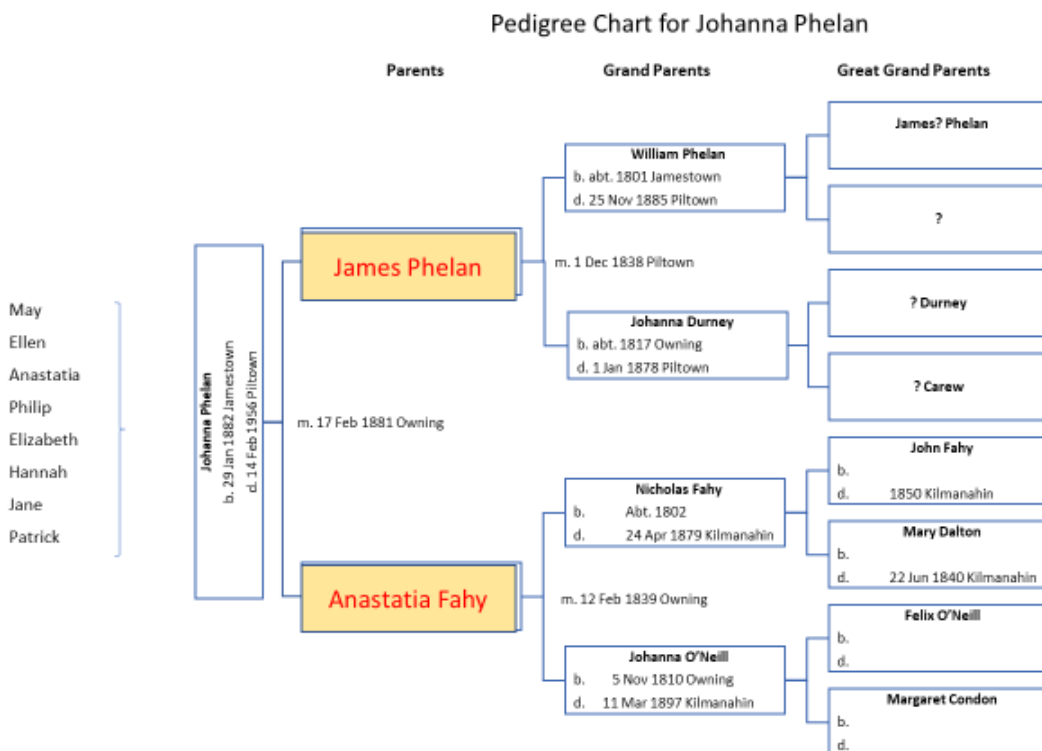 Pedigree Chart for Johanna Phelan
Parents
Grand Parents
Great Grand Parents
May
Ellen
Anastatia
Philip
Elizabeth
Hannah
Jane
Patrick
Johanna Phelan
b. 29 Jan 1882 Jamestown
d. 14 Feb 1956 Piltown
m. 17 Feb 1881 Owning
James Phelan
Anastatia Fahy
William Phelan
b. abt. 1801 Jamestown
d. 25 Nov 1885 Piltown
m. 1 Dec 1838 Piltown
Johanna Durney
b. abt. 1817 Owning
d. 1 Jan 1878 Piltown
Nicholas Fahy
b. Abt. 1802
d. 24 Apr 1879 Kilmanahin
m. 12 Feb 1839 Owning
Johanna O'Neill
b. 5 Nov 1810 Owning
d. 11 Mar 1897 Kilmanahin
James? Phelan
?
? Durney
? Carew
John Fahy
b.
d. 1850 Kilmanahin
Mary Dalton
b.
d. 22 Jun 1840 Kilmanahin
Felix O'Neill
b.
d.
Margaret Condon
b.
d.